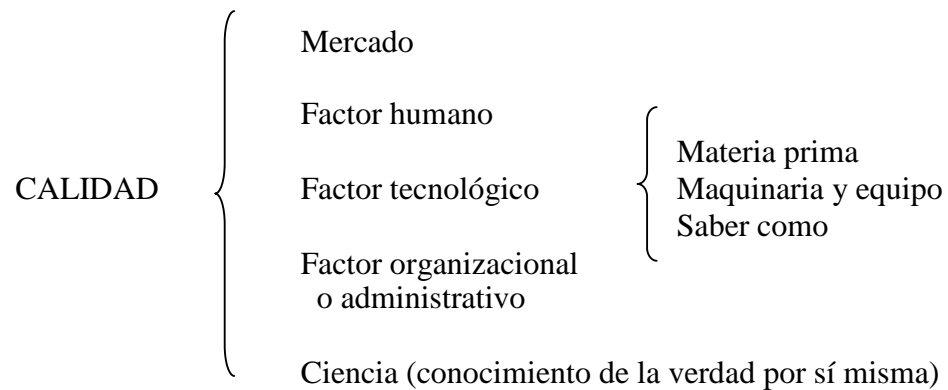 Mercado
Factor humano
Materia prima
CALIDAD
Factor tecnológico
Maquinaria y equipo
Saber como
Factor organizacional
o administrativo
Ciencia (conocimiento de la verdad por sí misma)